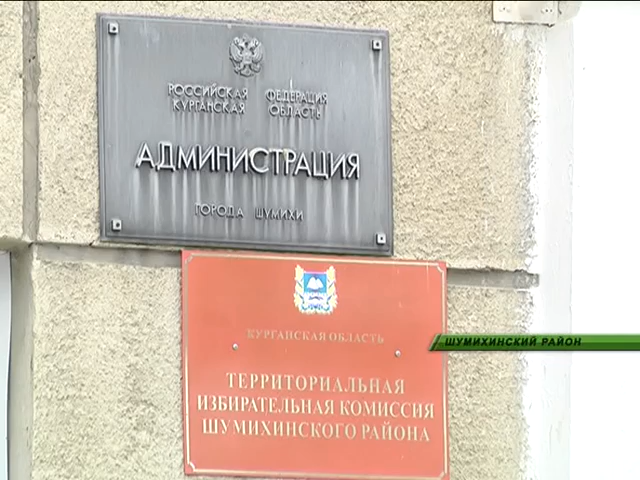 РОССИЙСКАЯ ФЕДЕРАЦИЯ
КУРГАНСКАЯ ОБЛАСТЬ
АДМИНИСТРАЦИЯ
ГОРОДА ШУМИХИ
КУРГАНСКАЯ ОБЛАСТЬ
ШУМИХИНСКИЙ РАЙОН
ТЕРРИТОРИАЛЬНАЯ
ИЗБИРАТЕЛЬНАЯ КОМИССИЯ
ШУМИХИНСКОГО РАЙОНА